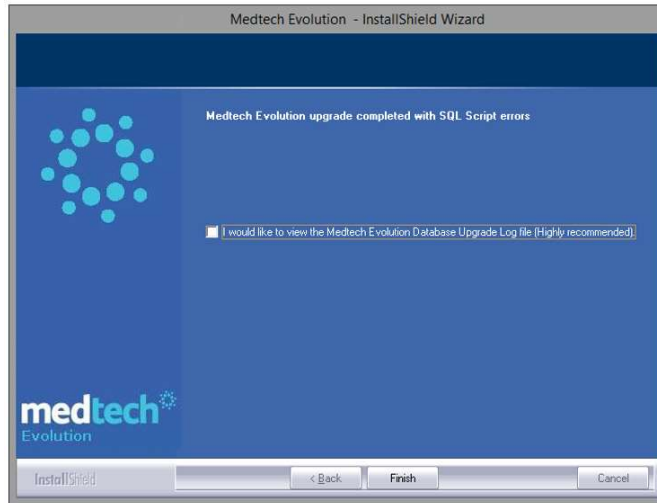 Medtech Evolution - InstallShield Wizard
Medtech Evolution upgrade completed with SQL Script errors
I would like to view the Medtech Evolution Database Upgrade Log file (Highly recommended).
medtech
Evolution
InstallShield
< Back
Finish
Cancel